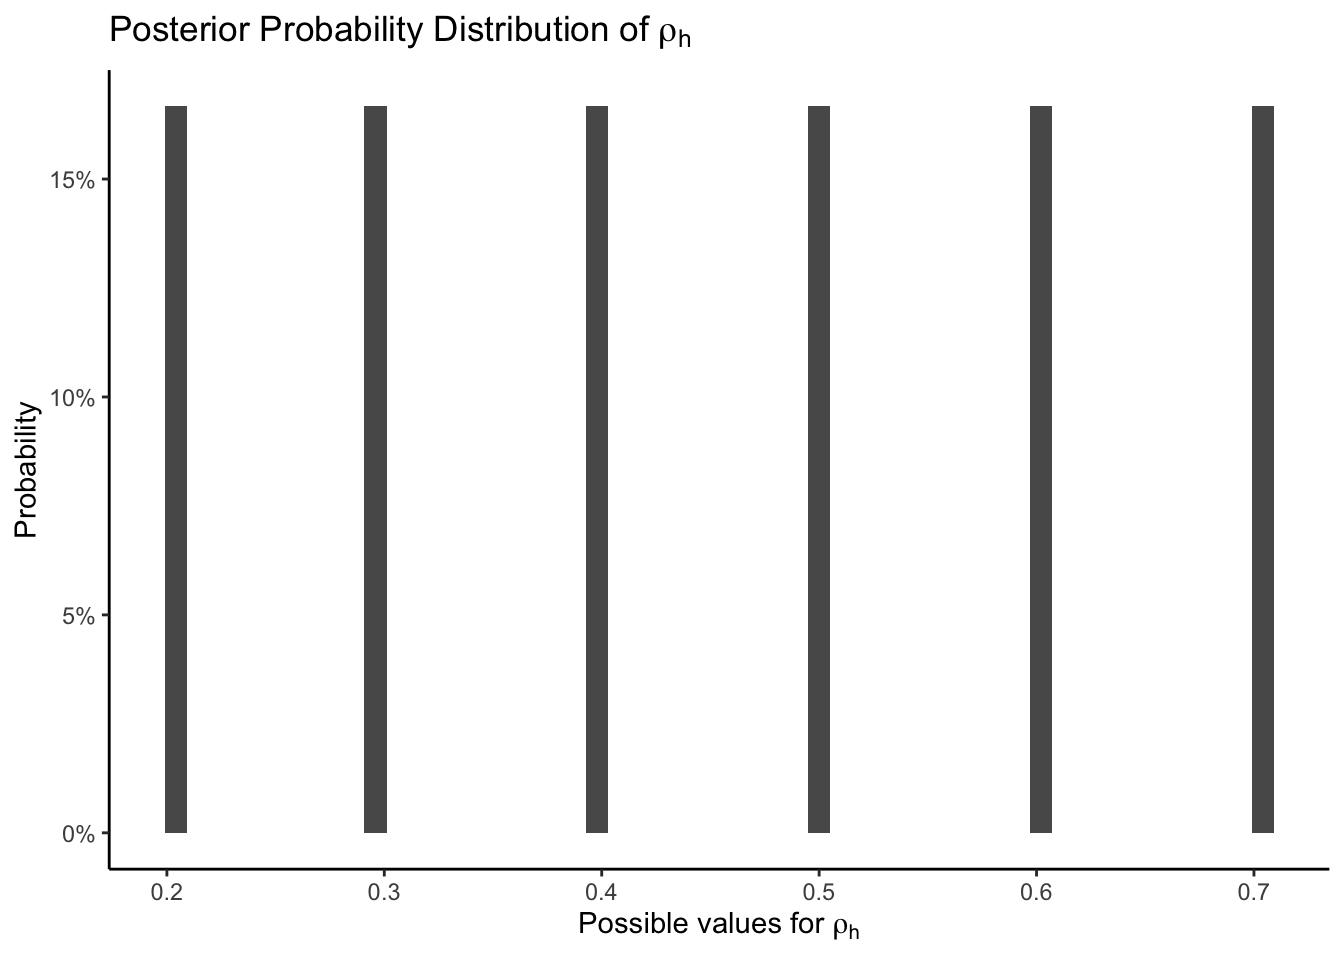 Posterior Probability Distribution of ρh
Probability
15%
10%
5%
0%
0.2 0.3 0.4 0.5 0.6 0.7
Possible values for ρh